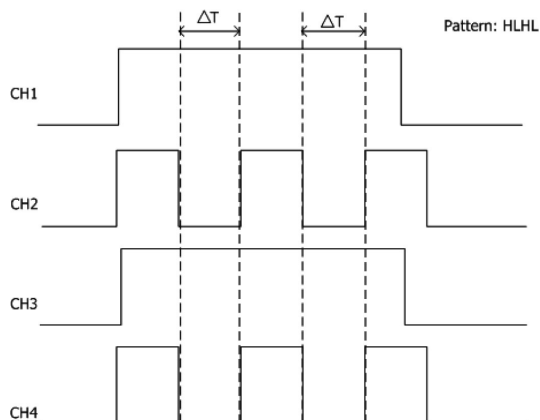 ΔT
ΔT
Pattern: HLHL
CH1
CH2
CH3
CH4